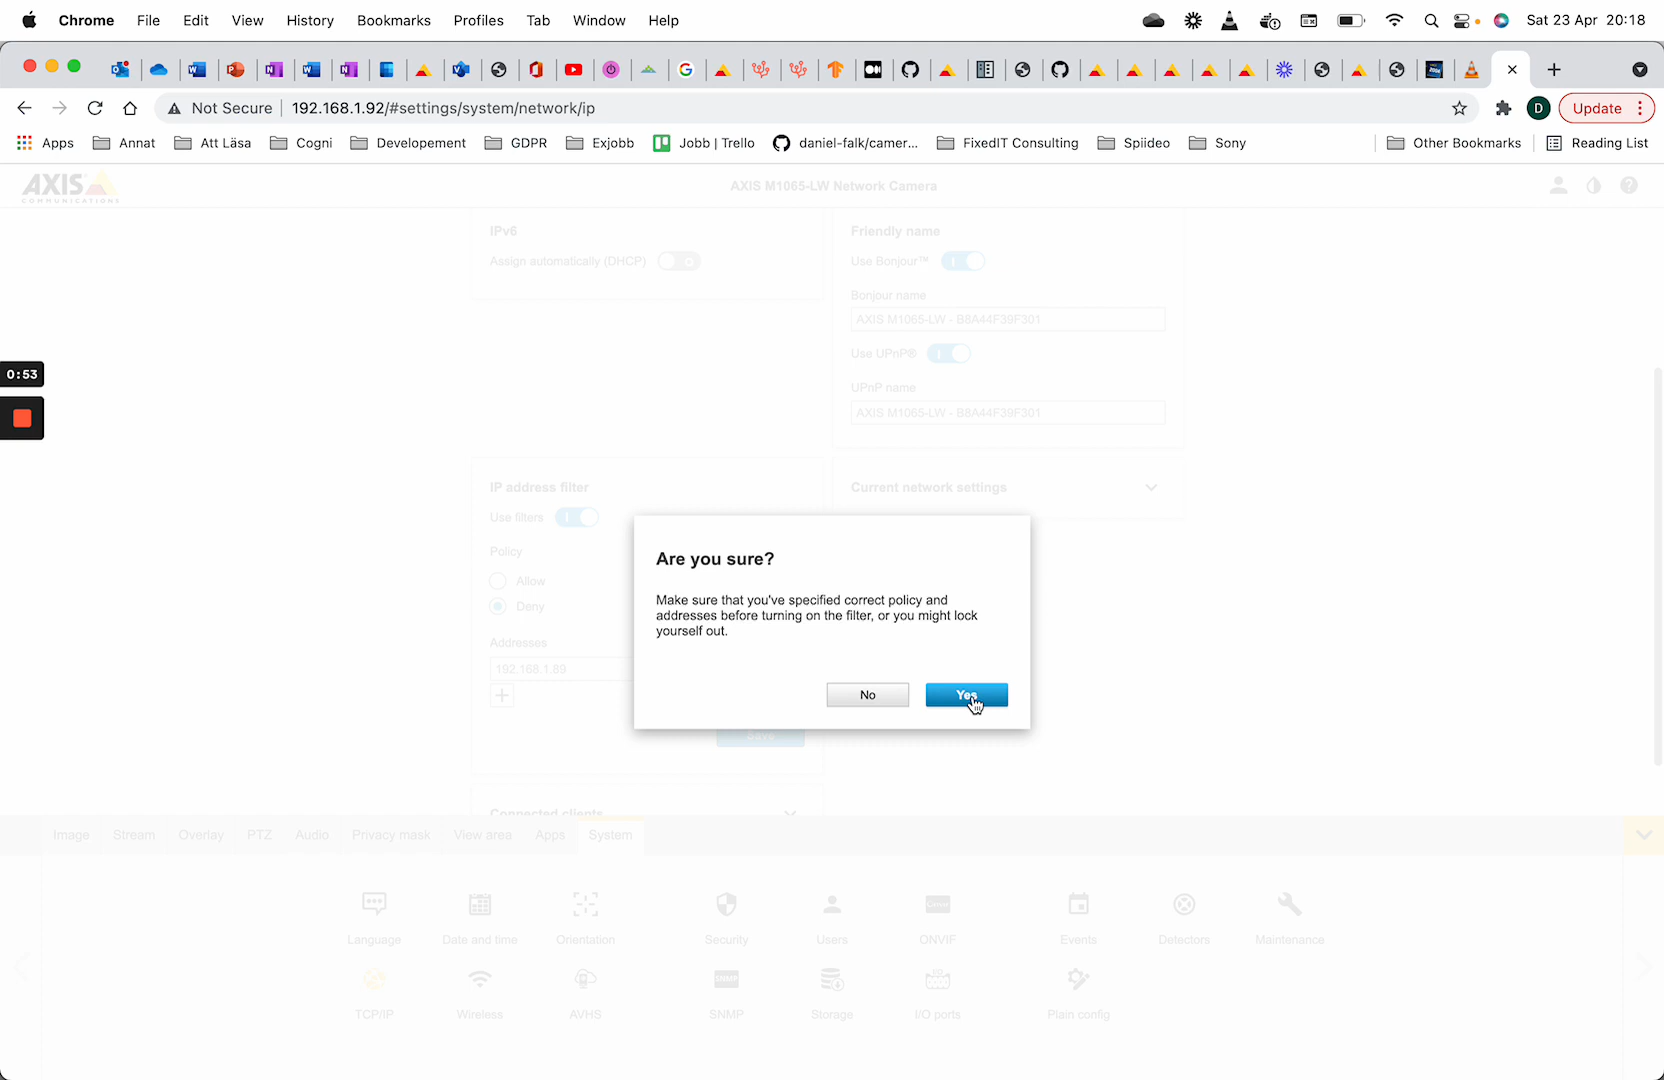 Chrome File Edit View History Bookmarks Profiles Tab Window Help Sat 23 Apr 20:18
Not Secure 192.168.1.92/#settings/system/network/ip D Update
Apps Annat Att Läsa Cogni Developement GDPR Exjobb Jobb | Trello daniel-falk/camer... FixedIT Consulting Spiideo Sony Other Bookmarks Reading List
AXIS
COMMUNICATIONS
AXIS M1065-LW Network Camera
IPv6
Assign automatically (DHCP)
Friendly name
Use Bonjour™
Bonjour name
AXIS M1065-LW - B8A44F39F301
Use UPnP®
UPnP name
AXIS M1065-LW - B8A44F39F301
0:53
IP address filter
Use filters
Policy
Allow
Deny
Addresses
192.168.1.89
Current network settings
Are you sure?
Make sure that you've specified correct policy and
addresses before turning on the filter, or you might lock
yourself out.
No Yes
Save
Connected clients
Image Stream Overlay PTZ Audio Privacy mask View area Apps System
Language Date and time Orientation Security Users ONVIF Events Detectors Maintenance
TCP/IP Wireless AVHS SNMP Storage I/O ports Plain config